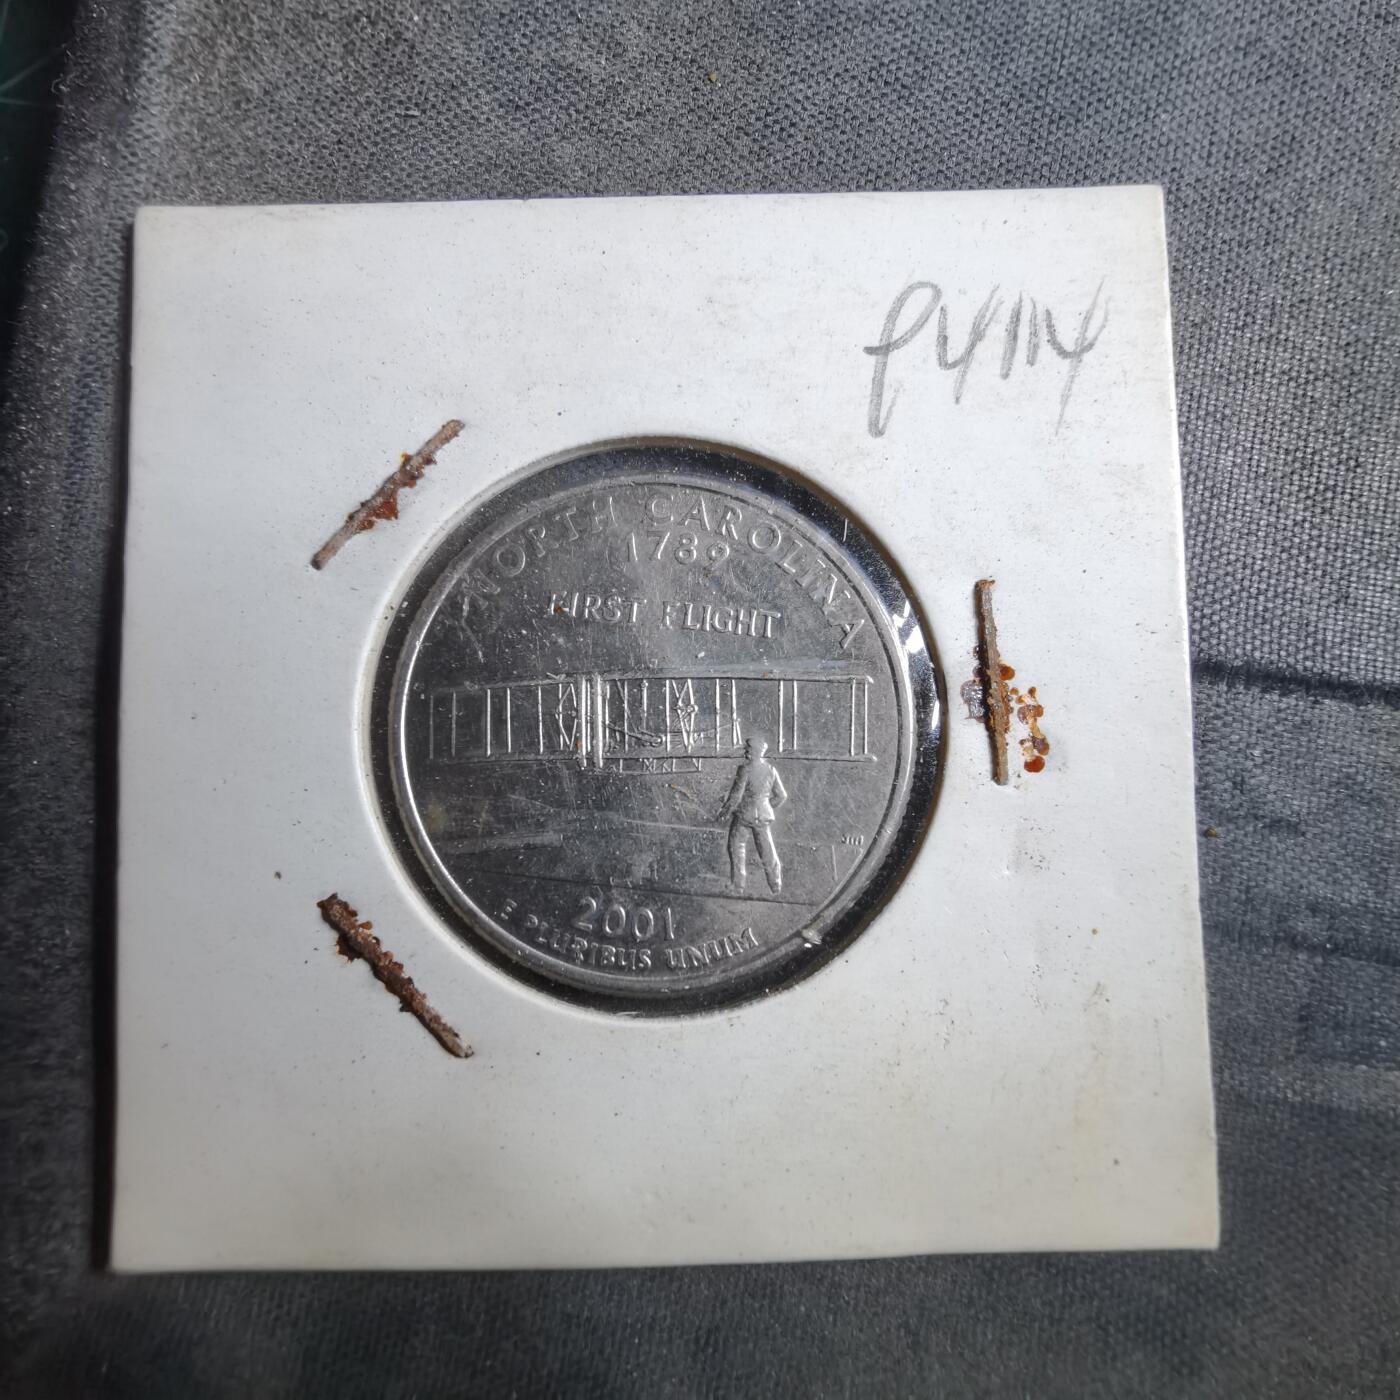 NORTH CAROLINA
1789
FIRST FLIGHT
2001
E PLURIBUS UNUM